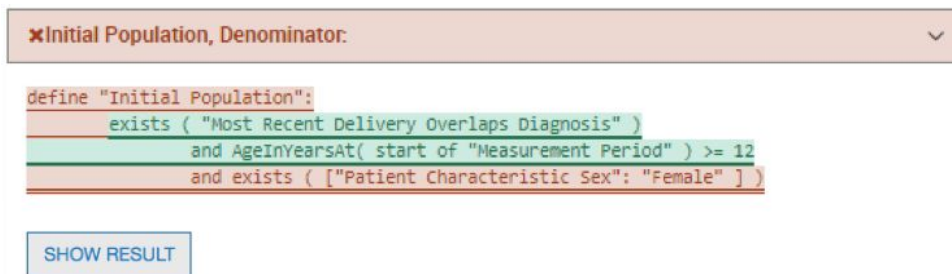 ×Initial Population, Denominator:
define "Initial Population":
exists ( "Most Recent Delivery Overlaps Diagnosis" )
and AgeInYearsAt( start of "Measurement Period" ) >= 12
and exists ( ["Patient Characteristic Sex": "Female" ] )
SHOW RESULT